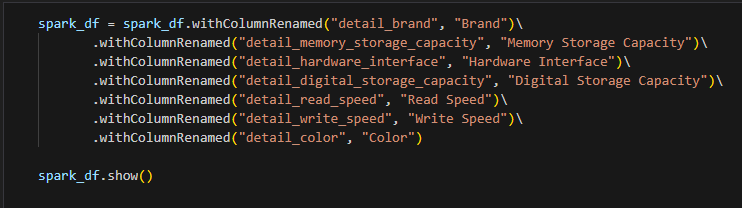 spark_df = spark_df.withColumnRenamed("detail_brand", "Brand")\
.withColumnRenamed("detail_memory_storage_capacity", "Memory Storage Capacity")\
.withColumnRenamed("detail_hardware_interface", "Hardware Interface")\
.withColumnRenamed("detail_digital_storage_capacity", "Digital Storage Capacity")\
.withColumnRenamed("detail_read_speed", "Read Speed")\
.withColumnRenamed("detail_write_speed", "Write Speed")\
.withColumnRenamed("detail_color", "Color")
spark_df.show()